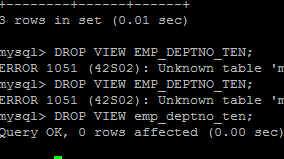 +--------+------+------+
3 rows in set (0.01 sec)
mysql> DROP VIEW EMP_DEPTNO_TEN;
ERROR 1051 (42S02): Unknown table 'm
mysql> DROP VIEW EMP_DEPTNO_TEN;
ERROR 1051 (42S02): Unknown table 'm
mysql> DROP VIEW emp_deptno_ten;
Query OK, 0 rows affected (0.00 sec)